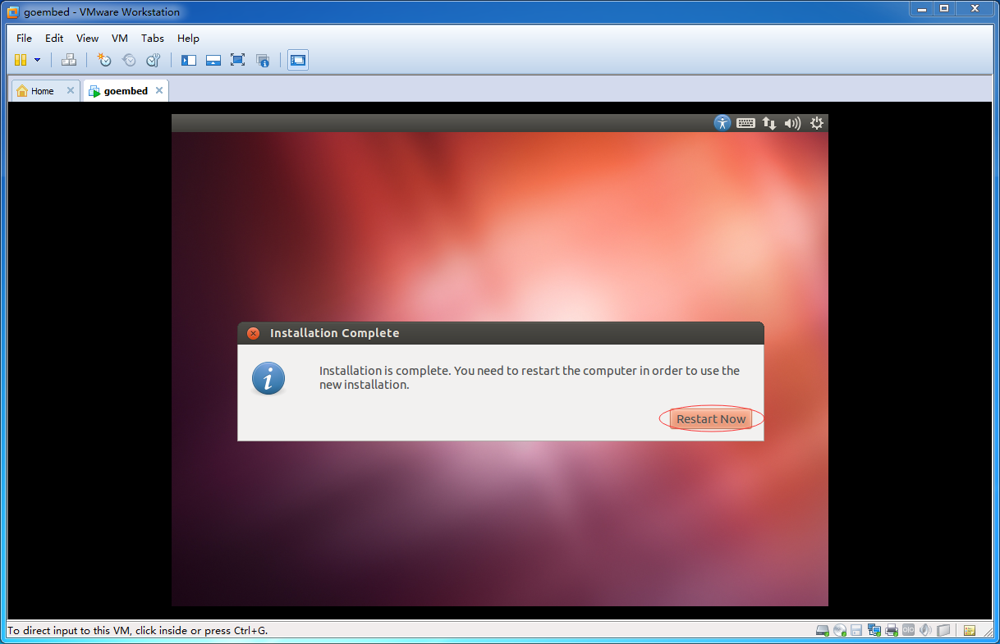 goembed - VMware Workstation
File Edit View VM Tabs Help
Home goembed
Installation Complete
Installation is complete. You need to restart the computer in order to use the
new installation.
Restart Now
To direct input to this VM, click inside or press Ctrl+G.